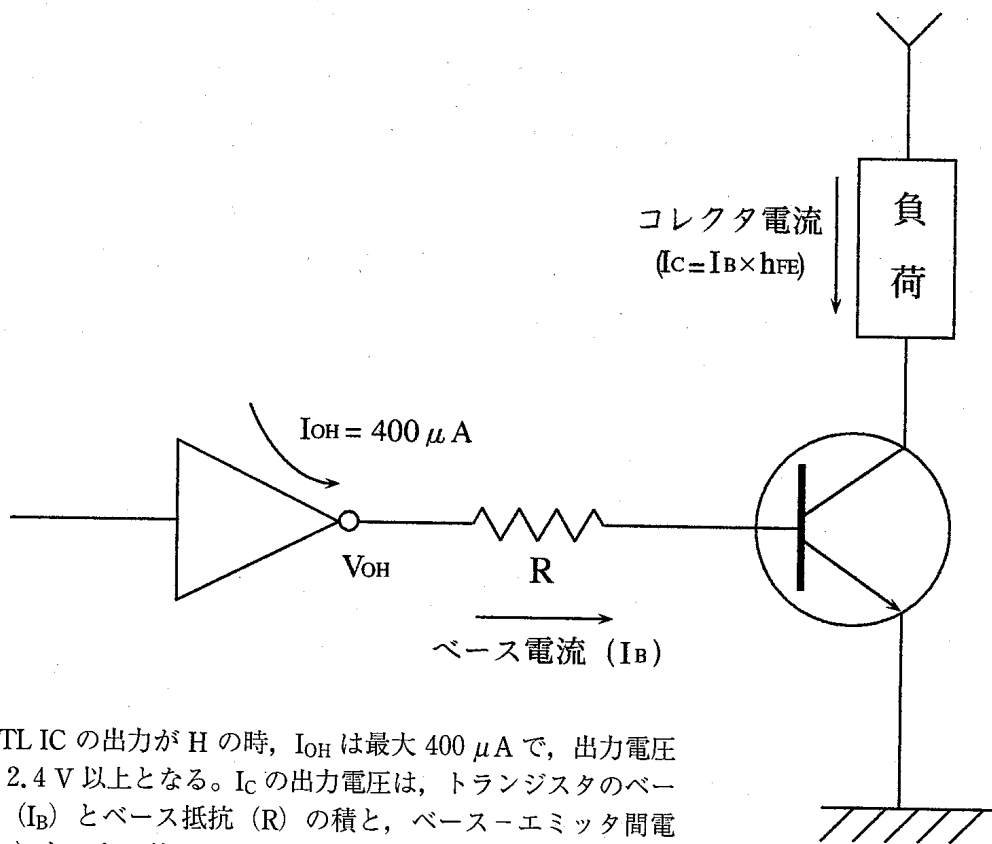 負
荷
コレクタ電流
(IC=IB×hFE)
IOH = 400 μA
VOH
R
ベース電流 (IB)
TL IC の出力が H の時, IOH は最大 400 μA で, 出力電圧
2.4 V 以上となる。IC の出力電圧は, トランジスタのベー
(IB) とベース抵抗 (R) の積と, ベース－エミッタ間電